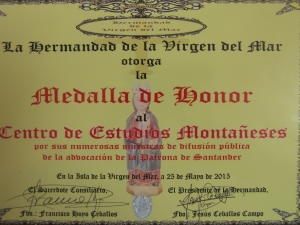 Hermandad
de la
Virgen del Mar
La Hermandad de la Virgen del Mar
otorga
la
Medalla de Honor
al
Centro de Estudios Montañeses
por sus numerosas muestras de difusión pública
de la advocación de la Patrona de Santander
En la Isla de la Virgen del Mar, a 25 de Mayo de 2015
El Sacerdote Consiliario, El Presidente de la Hermandad,
Fdo.: Francisco Hoyo Ceballos Fdo.: Jesús Ceballos Campo